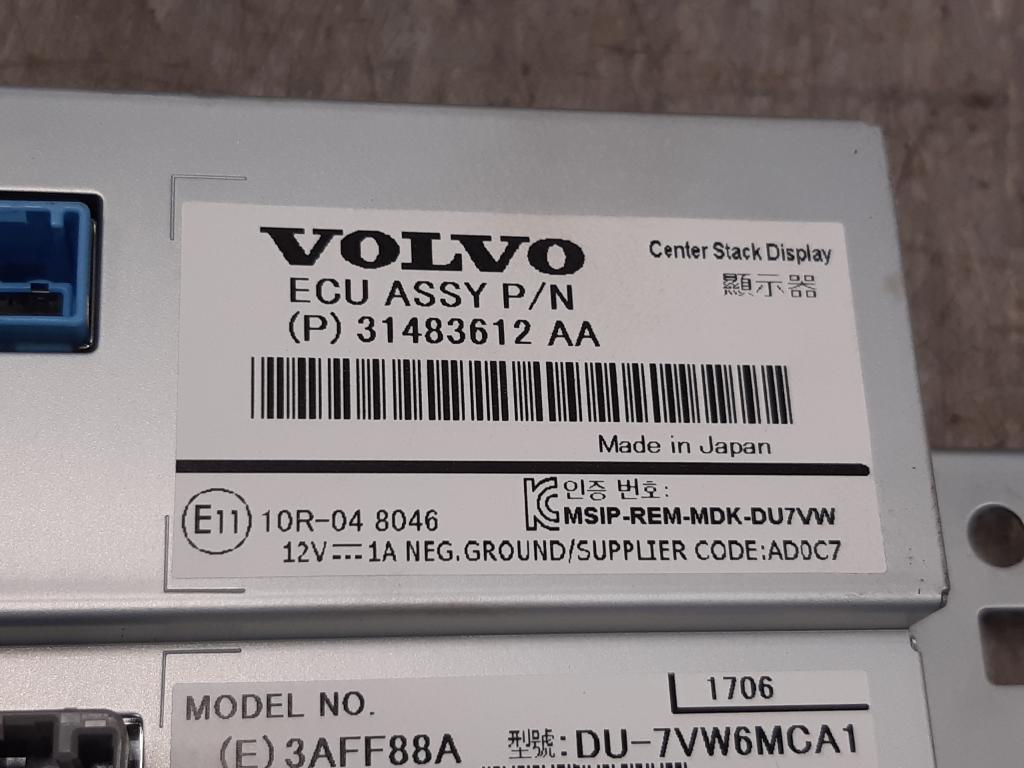 VOLVO
Center Stack Display
ECU ASSY P/N
顯示器
(P) 31483612 AA
Made in Japan
E11 10R-04 8046
인증 번호:
MSIP-REM-MDK-DU7VW
12V⎓1A NEG.GROUND/SUPPLIER CODE:AD0C7
MODEL NO.
1706
(E) 3AFF88A 型號:DU-7VW6MCA1